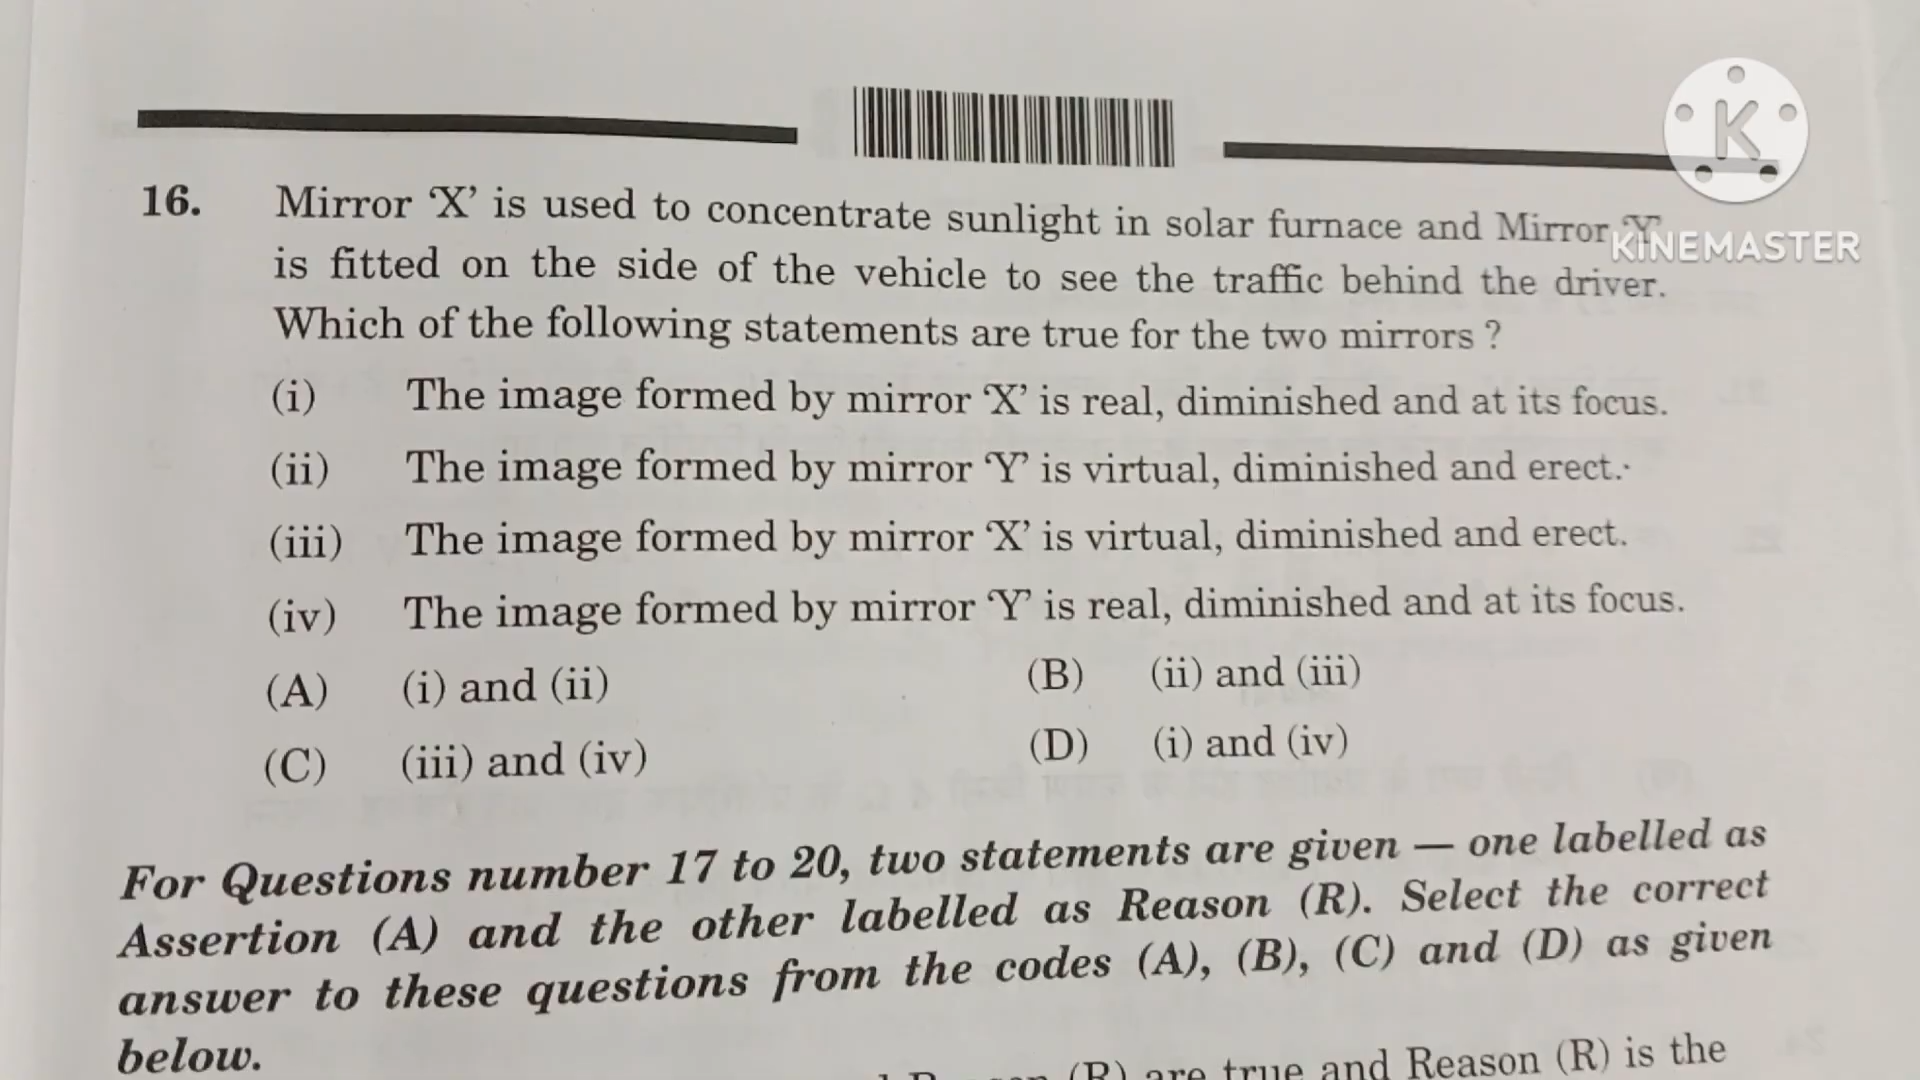 K
KINEMASTER
16. Mirror ‘X’ is used to concentrate sunlight in solar furnace and Mirror ‘Y’
is fitted on the side of the vehicle to see the traffic behind the driver.
Which of the following statements are true for the two mirrors ?
(i) The image formed by mirror ‘X’ is real, diminished and at its focus.
(ii) The image formed by mirror ‘Y’ is virtual, diminished and erect.
(iii) The image formed by mirror ‘X’ is virtual, diminished and erect.
(iv) The image formed by mirror ‘Y’ is real, diminished and at its focus.
(A) (i) and (ii) (B) (ii) and (iii)
(C) (iii) and (iv) (D) (i) and (iv)
For Questions number 17 to 20, two statements are given — one labelled as
Assertion (A) and the other labelled as Reason (R). Select the correct
answer to these questions from the codes (A), (B), (C) and (D) as given
below.
(R) are true and Reason (R) is the